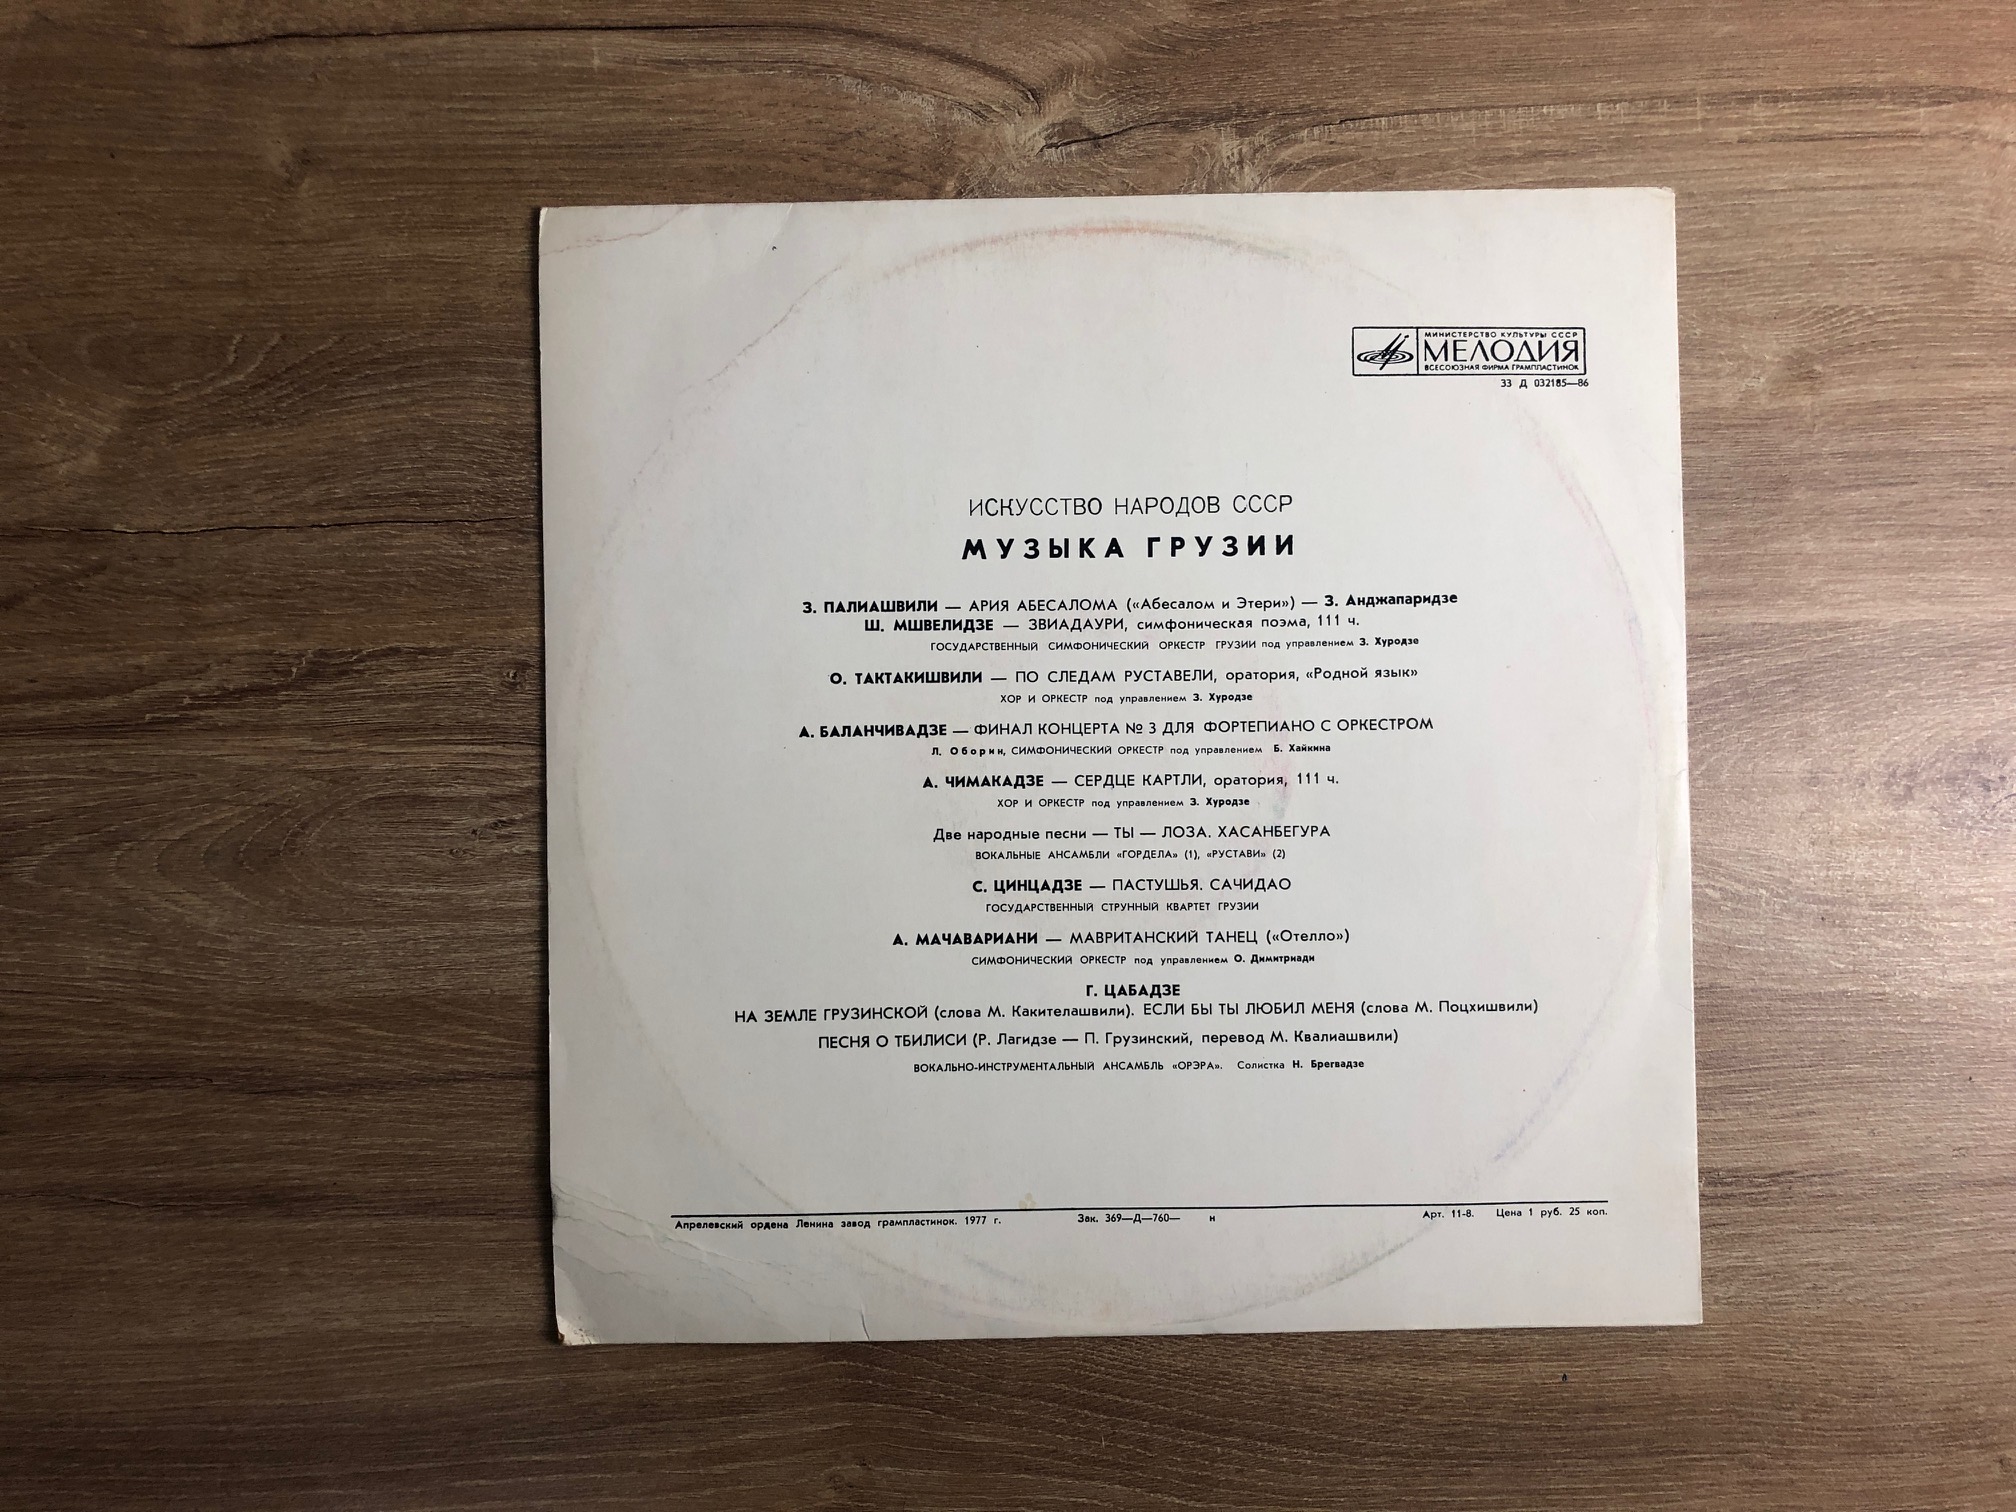 МИНИСТЕРСТВО КУЛЬТУРЫ СССР
МЕЛОДИЯ
ВСЕСОЮЗНАЯ ФИРМА ГРАМПЛАСТИНОК
33 Д 032185—86
ИСКУССТВО НАРОДОВ СССР
МУЗЫКА ГРУЗИИ
З. ПАЛИАШВИЛИ — АРИЯ АБЕСАЛОМА («Абесалом и Этери») — З. Анджапаридзе
Ш. МШВЕЛИДЗЕ — ЗВИАДАУРИ, симфоническая поэма, 111 ч.
ГОСУДАРСТВЕННЫЙ СИМФОНИЧЕСКИЙ ОРКЕСТР ГРУЗИИ под управлением З. Хуродзе
О. ТАКТАКИШВИЛИ — ПО СЛЕДАМ РУСТАВЕЛИ, оратория, «Родной язык»
ХОР И ОРКЕСТР под управлением З. Хуродзе
А. БАЛАНЧИВАДЗЕ — ФИНАЛ КОНЦЕРТА № 3 ДЛЯ ФОРТЕПИАНО С ОРКЕСТРОМ
Л. Оборин, СИМФОНИЧЕСКИЙ ОРКЕСТР под управлением Б. Хайкина
А. ЧИМАКАДЗЕ — СЕРДЦЕ КАРТЛИ, оратория, 111 ч.
ХОР И ОРКЕСТР под управлением З. Хуродзе
Две народные песни — ТЫ — ЛОЗА. ХАСАНБЕГУРА
ВОКАЛЬНЫЕ АНСАМБЛИ «ГОРДЕЛА» (1), «РУСТАВИ» (2)
С. ЦИНЦАДЗЕ — ПАСТУШЬЯ. САЧИДАО
ГОСУДАРСТВЕННЫЙ СТРУННЫЙ КВАРТЕТ ГРУЗИИ
А. МАЧАВАРИАНИ — МАВРИТАНСКИЙ ТАНЕЦ («Отелло»)
СИМФОНИЧЕСКИЙ ОРКЕСТР под управлением О. Димитриади
Г. ЦАБАДЗЕ
НА ЗЕМЛЕ ГРУЗИНСКОЙ (слова М. Какителашвили). ЕСЛИ БЫ ТЫ ЛЮБИЛ МЕНЯ (слова М. Поцхишвили)
ПЕСНЯ О ТБИЛИСИ (Р. Лагидзе — П. Грузинский, перевод М. Квалиашвили)
ВОКАЛЬНО-ИНСТРУМЕНТАЛЬНЫЙ АНСАМБЛЬ «ОРЭРА». Солистка Н. Брегвадзе
Апрелевский ордена Ленина завод грампластинок. 1977 г. Зак. 369—Д—760— н Арт. 11-8. Цена 1 руб. 25 коп.